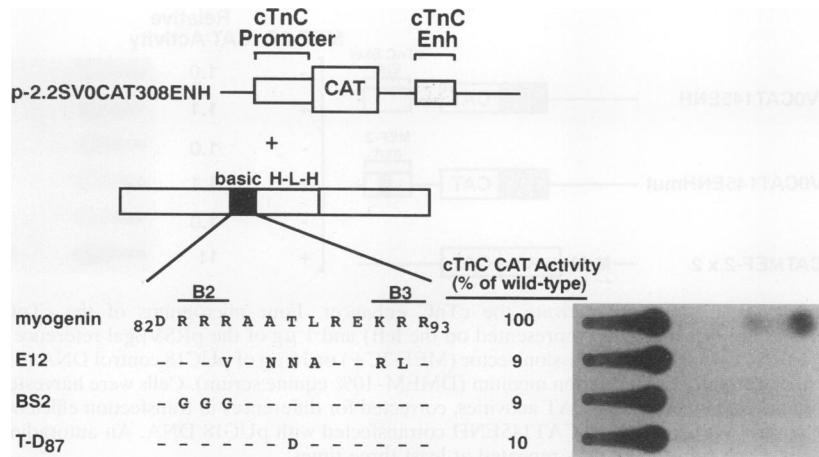 cTnC Promoter
cTnC Enh
p-2.2SV0CAT308ENH
CAT
+
basic H-L-H
cTnC CAT Activity
(% of wild-type)
B2 B3
myogenin 82D R R R A A T L R E K R R93 100
E12 - - - - - N N A - - R L - 9
BS2 - G G G - - - - - - - - - 9
T-D87 - - - - - - D - - - - - - 10